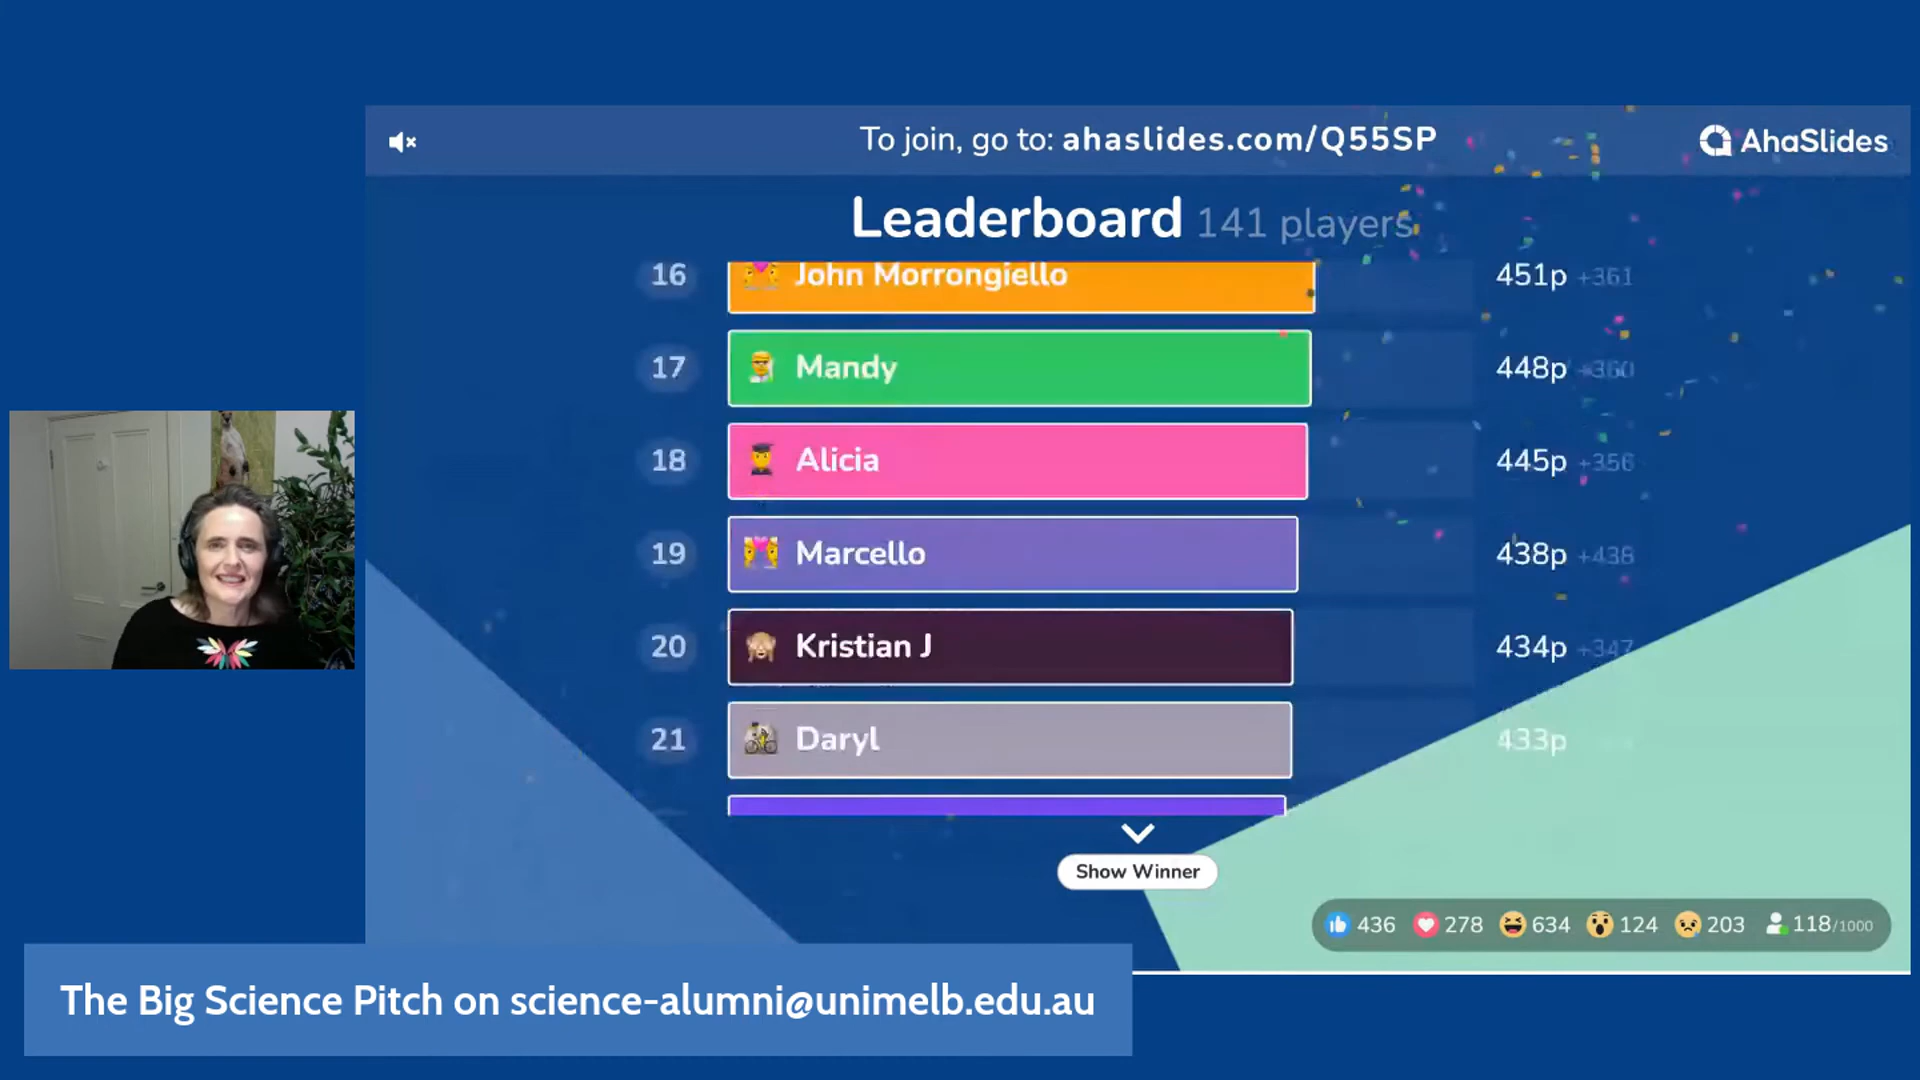 To join, go to: ahaslides.com/Q55SP
AhaSlides
Leaderboard 141 players
16 John Morrongiello 451p +361
17 Mandy 448p +360
18 Alicia 445p +356
19 Marcello 438p +438
20 Kristian J 434p +347
21 Daryl 433p
Show Winner
436 278 634 124 203 118/1000
The Big Science Pitch on science-alumni@unimelb.edu.au